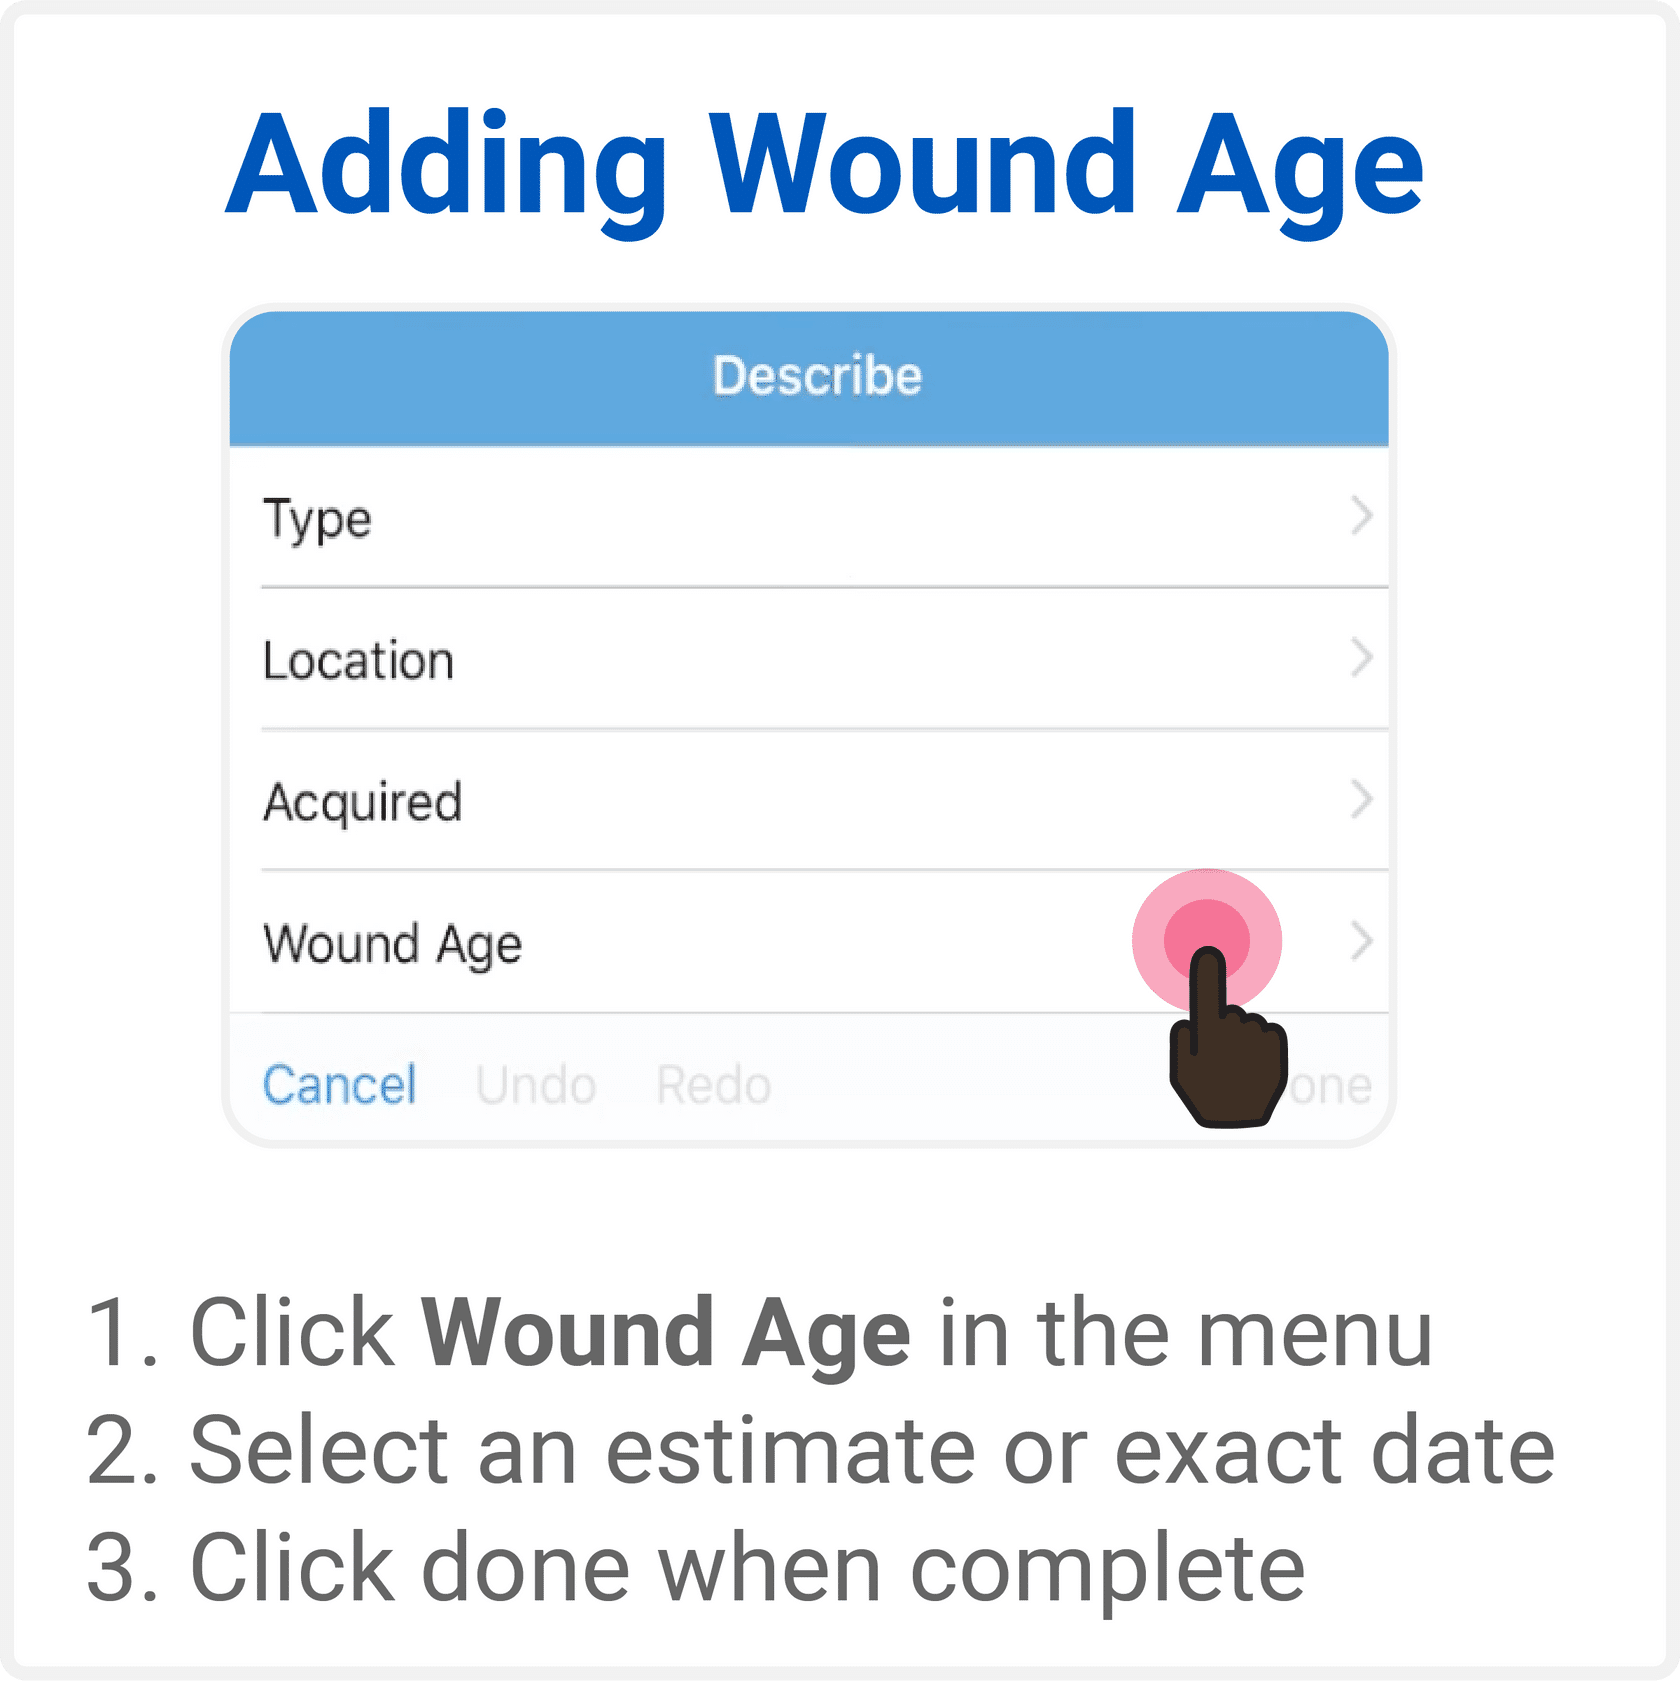 Adding Wound Age
Describe
Type
Location
Acquired
Wound Age
Cancel Undo Redo one
1. Click Wound Age in the menu
2. Select an estimate or exact date
3. Click done when complete